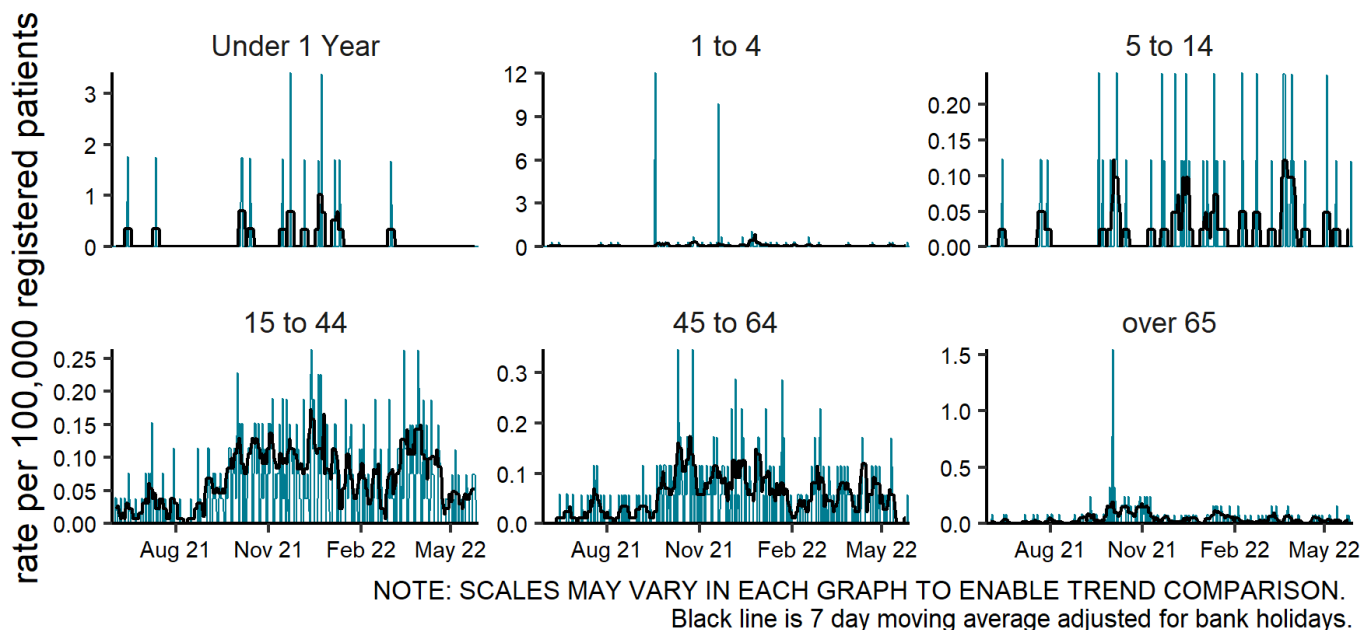 rate per 100,000 registered patients
Under 1 Year
3
2
1
0
1 to 4
12
9
6
3
0
5 to 14
0.20
0.15
0.10
0.05
0.00
15 to 44
0.25
0.20
0.15
0.10
0.05
0.00
Aug 21 Nov 21 Feb 22 May 22
45 to 64
0.3
0.2
0.1
0.0
Aug 21 Nov 21 Feb 22 May 22
over 65
1.5
1.0
0.5
0.0
Aug 21 Nov 21 Feb 22 May 22
NOTE: SCALES MAY VARY IN EACH GRAPH TO ENABLE TREND COMPARISON.
Black line is 7 day moving average adjusted for bank holidays.